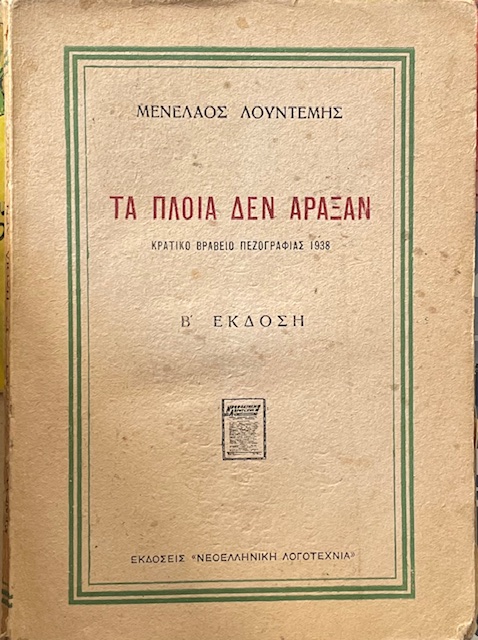 ΜΕΝΕΛΑΟΣ ΛΟΥΝΤΕΜΗΣ
ΤΑ ΠΛΟΙΑ ΔΕΝ ΑΡΑΞΑΝ
ΚΡΑΤΙΚΟ ΒΡΑΒΕΙΟ ΠΕΖΟΓΡΑΦΙΑΣ 1938
Β' ΕΚΔΟΣΗ
ΕΚΔΟΣΕΙΣ "ΝΕΟΕΛΛΗΝΙΚΗ ΛΟΓΟΤΕΧΝΙΑ"